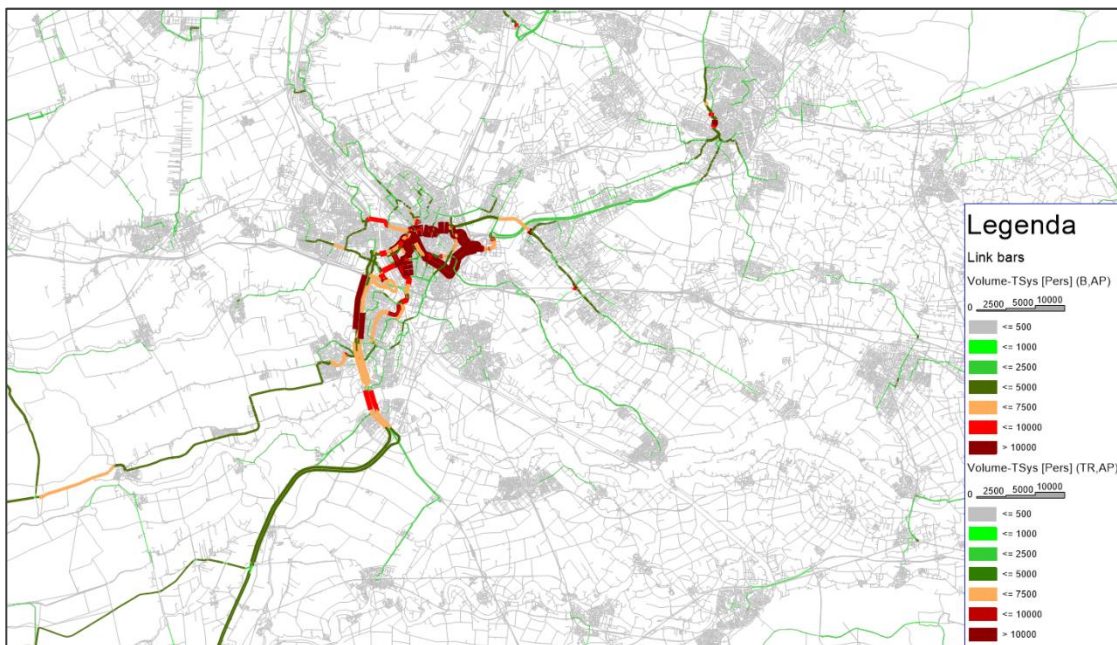 Legenda
Link bars
Volume-TSys [Pers] (B,AP)
0 2500 5000 10000
<= 500
<= 1000
<= 2500
<= 5000
<= 7500
<= 10000
> 10000
Volume-TSys [Pers] (TR,AP)
0 2500 5000 10000
<= 500
<= 1000
<= 2500
<= 5000
<= 7500
<= 10000
> 10000